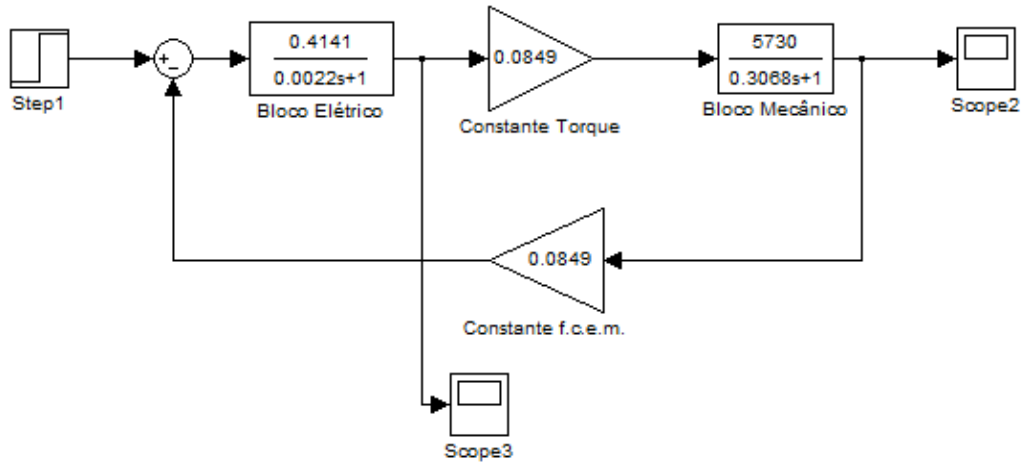 Step1
+
−
0.4141
0.0022s+1
Bloco Elétrico
0.0849
Constante Torque
5730
0.3068s+1
Bloco Mecânico
Scope2
0.0849
Constante f.c.e.m.
Scope3